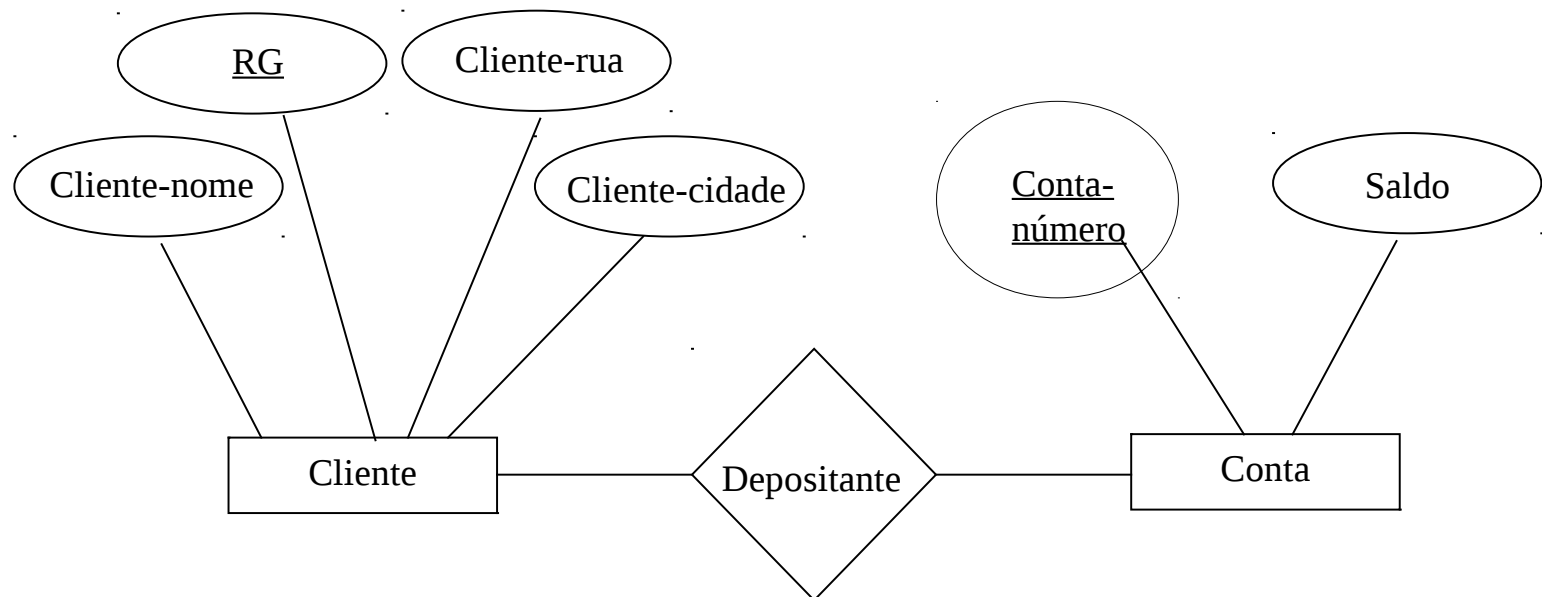 RG
Cliente-rua
Cliente-nome
Cliente-cidade
Conta-
número
Saldo
Cliente
Depositante
Conta